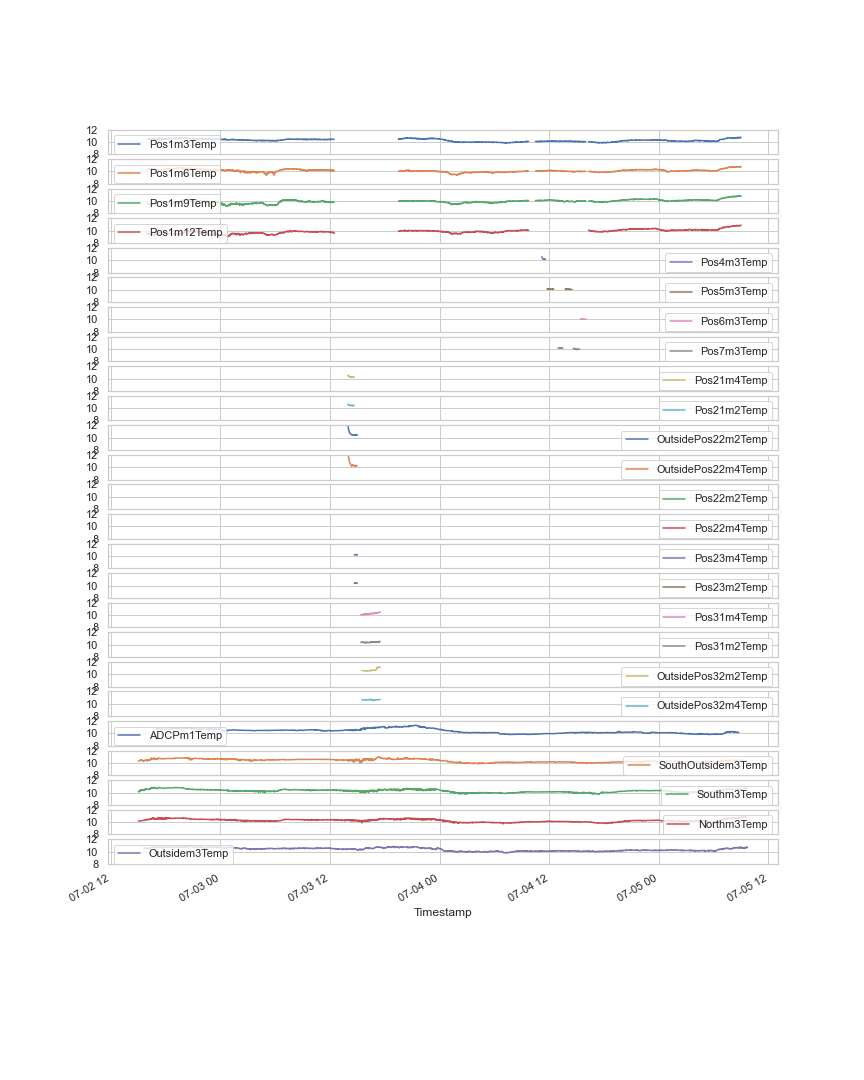 12
10 Pos1m3Temp
8
12
10 Pos1m6Temp
8
12
10 Pos1m9Temp
8
12
10 Pos1m12Temp
8
12
10 Pos4m3Temp
8
12
10 Pos5m3Temp
8
12
10 Pos6m3Temp
8
12
10 Pos7m3Temp
8
12
10 Pos21m4Temp
8
12
10 Pos21m2Temp
8
12
10 OutsidePos22m2Temp
8
12
10 OutsidePos22m4Temp
8
12
10 Pos22m2Temp
8
12
10 Pos22m4Temp
8
12
10 Pos23m4Temp
8
12
10 Pos23m2Temp
8
12
10 Pos31m4Temp
8
12
10 Pos31m2Temp
8
12
10 OutsidePos32m2Temp
8
12
10 OutsidePos32m4Temp
8
12
10 ADCPm1Temp
8
12
10 SouthOutsidem3Temp
8
12
10 Southm3Temp
8
12
10 Northm3Temp
8
12
10 Outsidem3Temp
8
07-02 12 07-03 00 07-03 12 07-04 00 07-04 12 07-05 00 07-05 12
Timestamp